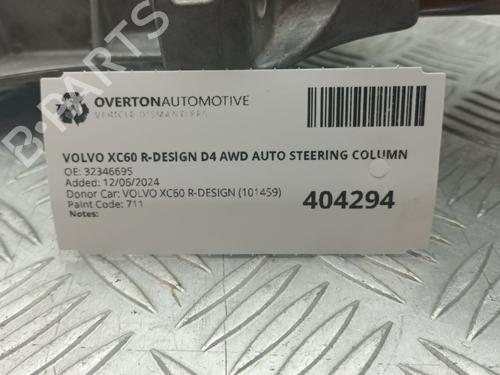 B-PARTS
OVERTONAUTOMOTIVE
VEHICLE DISMANTLERS
VOLVO XC60 R-DESIGN D4 AWD AUTO STEERING COLUMN
OE: 32346695
Added: 12/06/2024
Donor Car: VOLVO XC60 R-DESIGN (101459)
Paint Code: 711
Notes:
404294